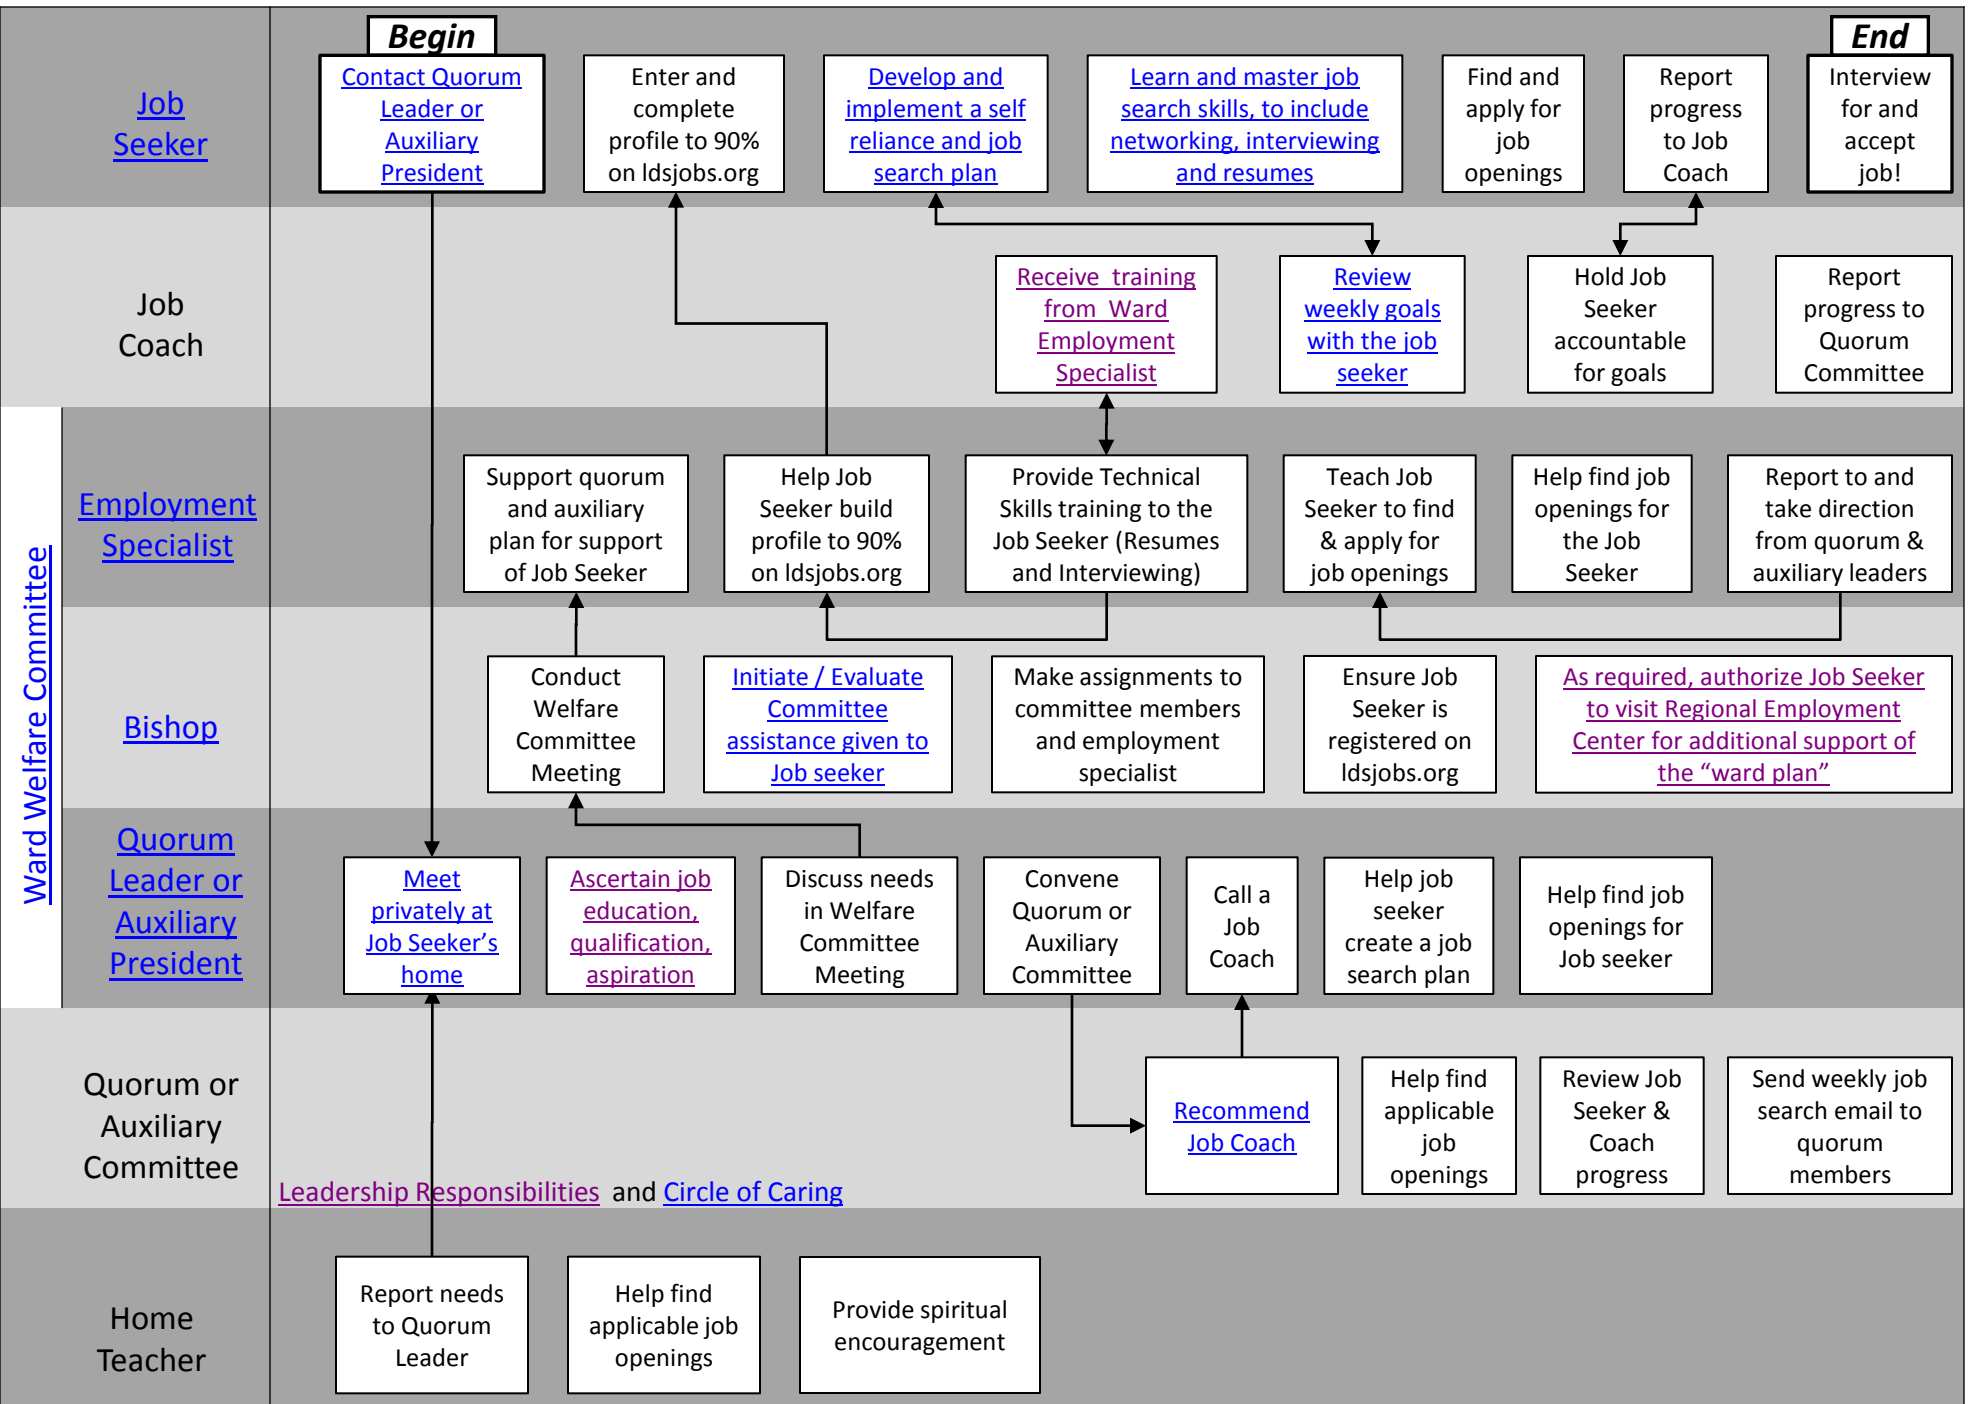 Begin
End
Job
Seeker
Contact Quorum
Leader or
Auxiliary
President
Enter and
complete
profile to 90%
on ldsjobs.org
Develop and
implement a self
reliance and job
search plan
Learn and master job
search skills, to include
networking, interviewing
and resumes
Find and
apply for
job
openings
Report
progress
to Job
Coach
Interview
for and
accept
job!
Job
Coach
Receive training
from Ward
Employment
Specialist
Review
weekly goals
with the job
seeker
Hold Job
Seeker
accountable
for goals
Report
progress to
Quorum
Committee
Ward Welfare Committee
Employment
Specialist
Support quorum
and auxiliary
plan for support
of Job Seeker
Help Job
Seeker build
profile to 90%
on ldsjobs.org
Provide Technical
Skills training to the
Job Seeker (Resumes
and Interviewing)
Teach Job
Seeker to find
& apply for
job openings
Help find job
openings for
the Job
Seeker
Report to and
take direction
from quorum &
auxiliary leaders
Bishop
Conduct
Welfare
Committee
Meeting
Initiate / Evaluate
Committee
assistance given to
Job seeker
Make assignments to
committee members
and employment
specialist
Ensure Job
Seeker is
registered on
ldsjobs.org
As required, authorize Job Seeker
to visit Regional Employment
Center for additional support of
the “ward plan”
Quorum
Leader or
Auxiliary
President
Meet
privately at
Job Seeker’s
home
Ascertain job
education,
qualification,
aspiration
Discuss needs
in Welfare
Committee
Meeting
Convene
Quorum or
Auxiliary
Committee
Call a
Job
Coach
Help job
seeker
create a job
search plan
Help find job
openings for
Job seeker
Quorum or
Auxiliary
Committee
Recommend
Job Coach
Help find
applicable
job
openings
Review Job
Seeker &
Coach
progress
Send weekly job
search email to
quorum
members
Leadership Responsibilities and Circle of Caring
Home
Teacher
Report needs
to Quorum
Leader
Help find
applicable job
openings
Provide spiritual
encouragement